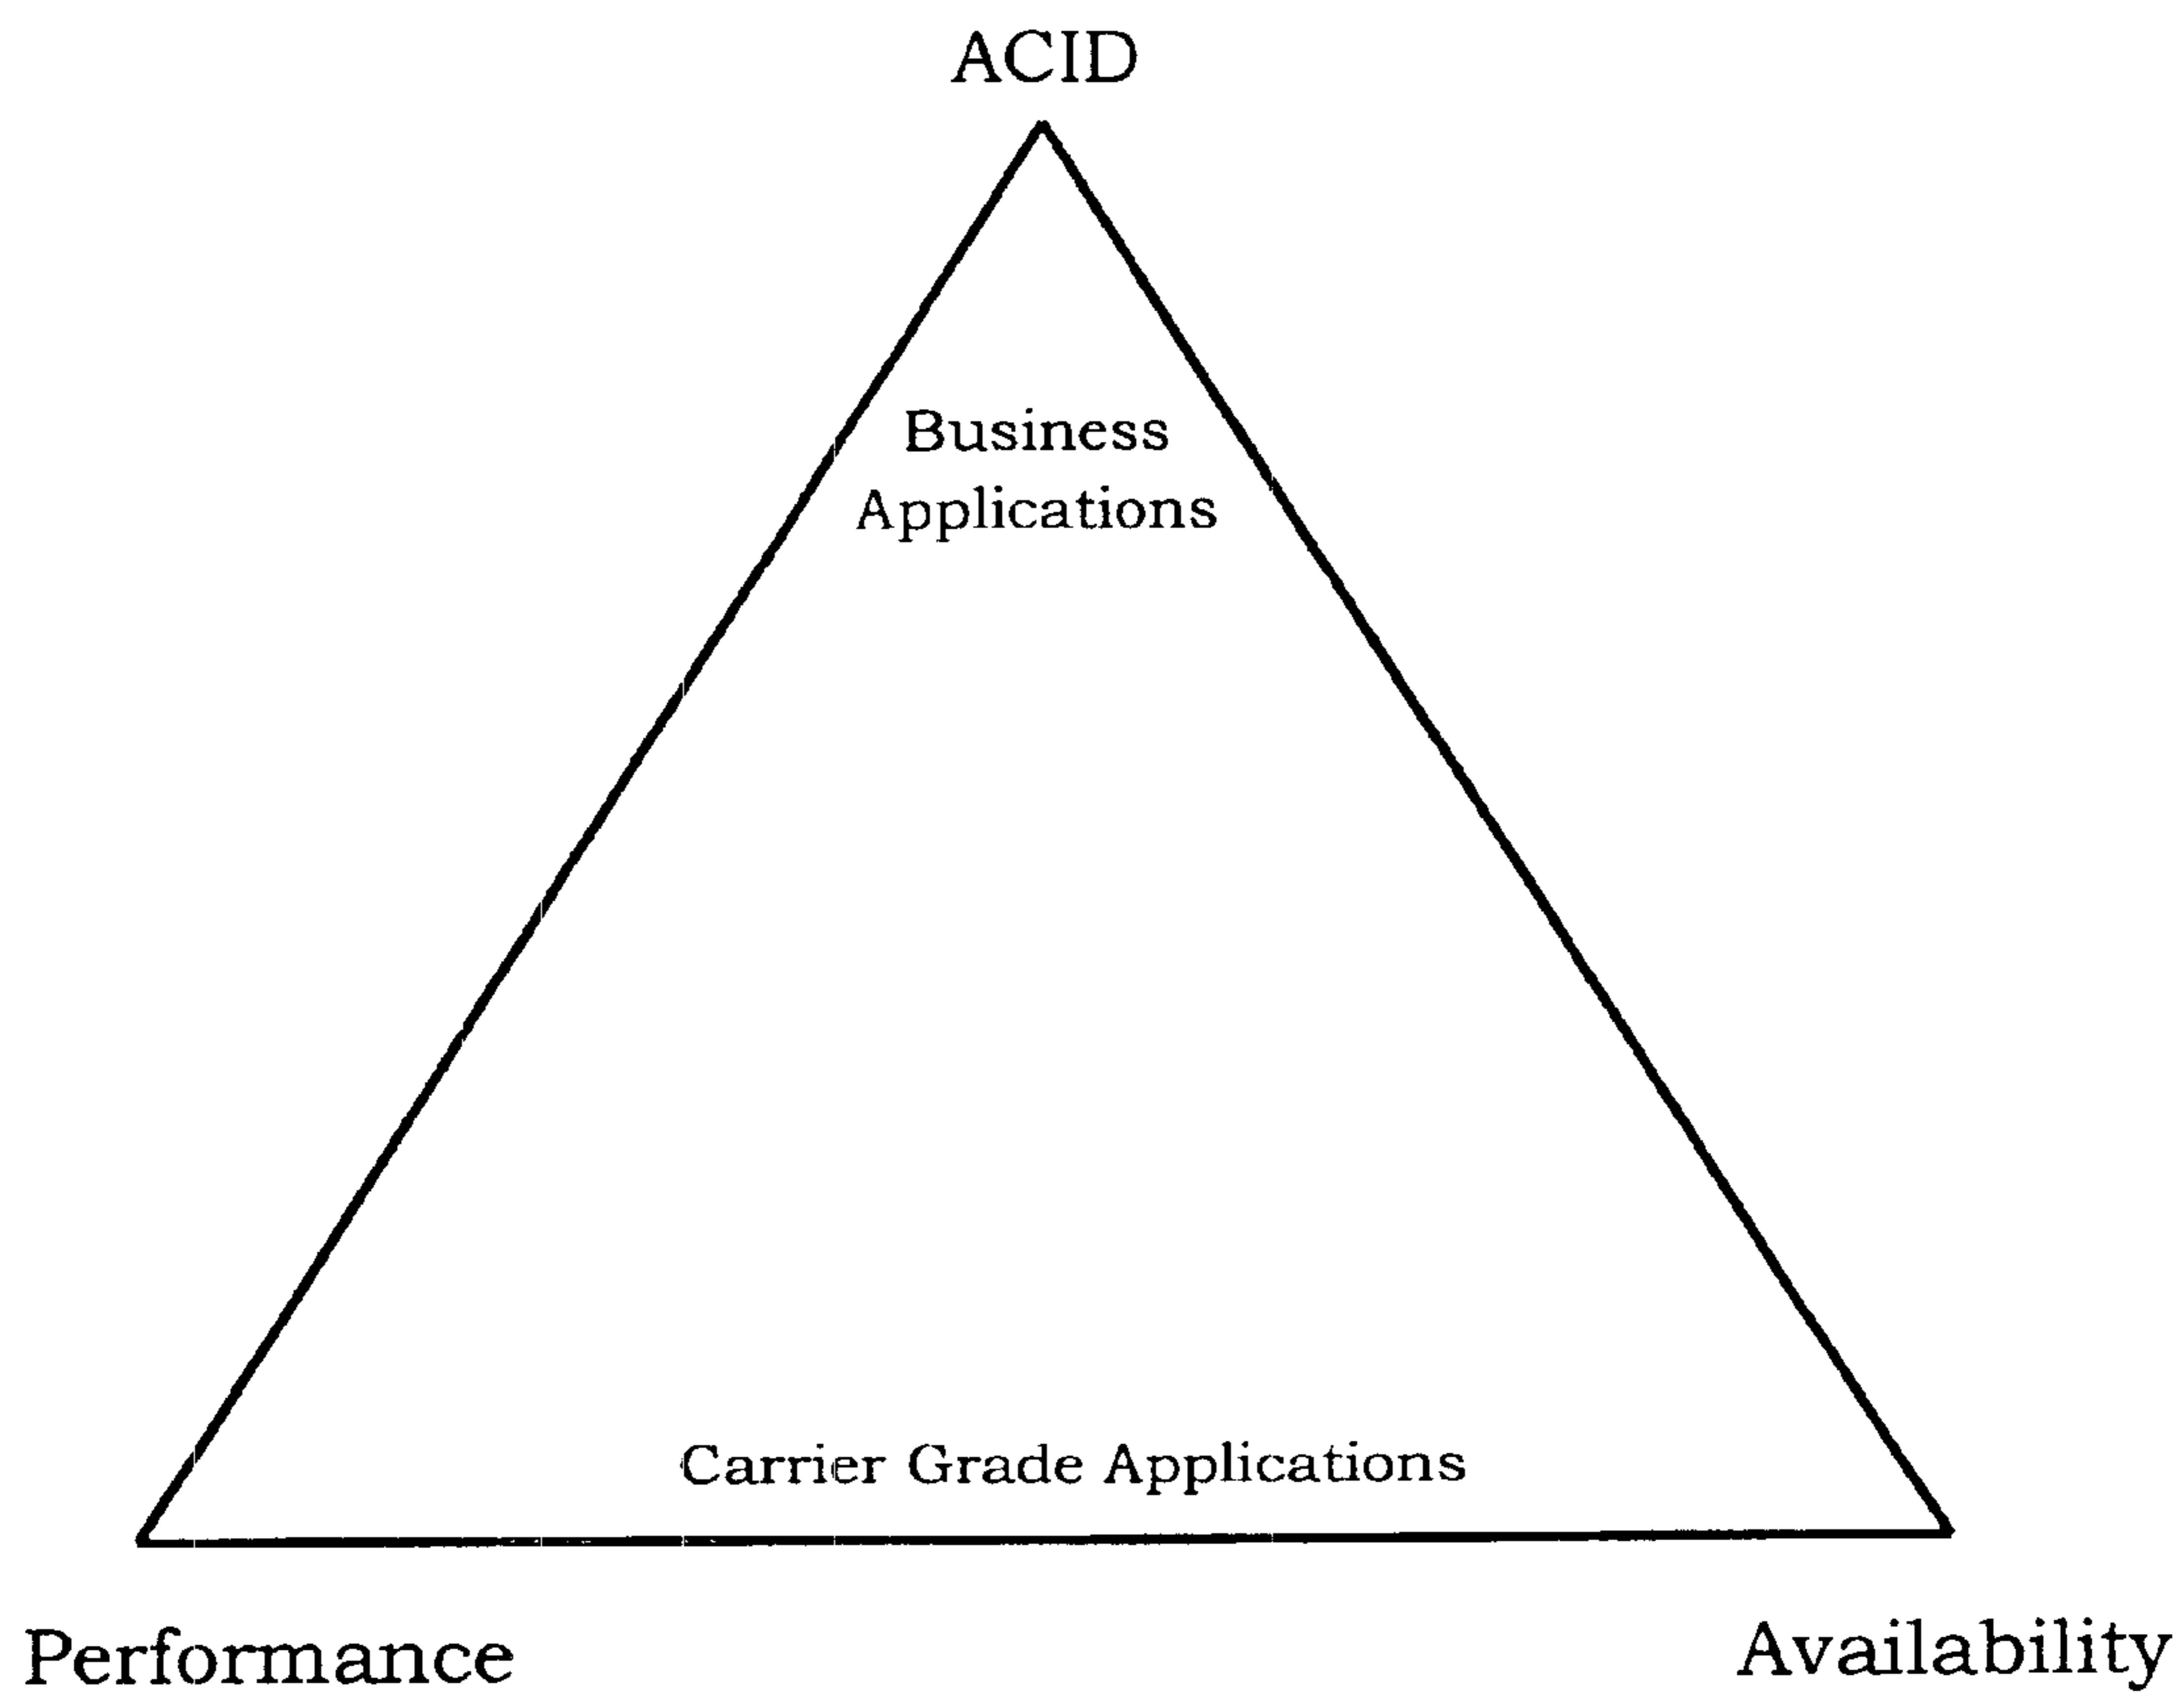 ACID
Business
Applications
Carrier Grade Applications
Performance
Availability